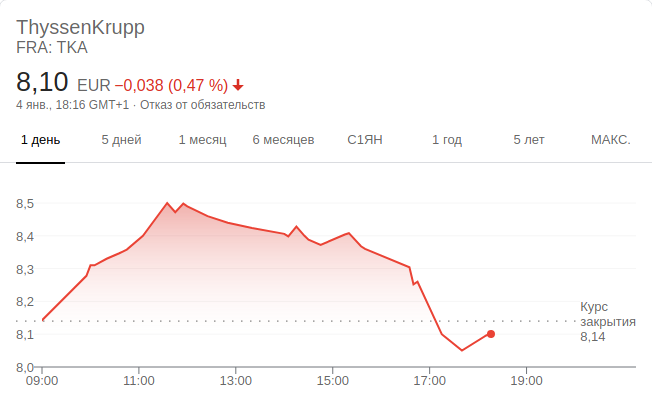 ThyssenKrupp
FRA: TKA
8,10 EUR −0,038 (0,47 %)
4 янв., 18:16 GMT+1 · Отказ от обязательств
1 день 5 дней 1 месяц 6 месяцев С1ЯН 1 год 5 лет МАКС.
8,5
8,4
8,3
8,2
8,1
8,0
Курс
закрытия
8,14
09:00 11:00 13:00 15:00 17:00 19:00